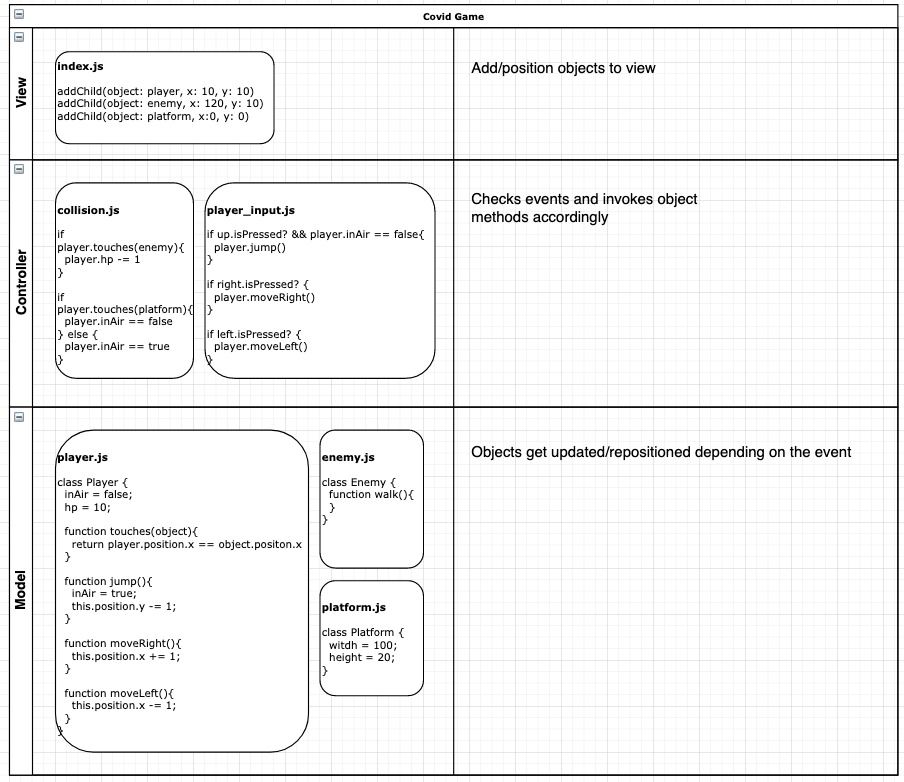 Covid Game
View
index.js
addChild(object: player, x: 10, y: 10)
addChild(object: enemy, x: 120, y: 10)
addChild(object: platform, x:0, y: 0)
Add/position objects to view
Controller
collision.js
if
player.touches(enemy){
player.hp -= 1
}
if
player.touches(platform){
player.inAir == false
} else {
player.inAir == true
}
player_input.js
if up.isPressed? && player.inAir == false{
player.jump()
}
if right.isPressed? {
player.moveRight()
}
if left.isPressed? {
player.moveLeft()
}
Checks events and invokes object
methods accordingly
Model
player.js
class Player {
inAir = false;
hp = 10;
function touches(object){
return player.position.x == object.positon.x
}
function jump(){
inAir = true;
this.position.y -= 1;
}
function moveRight(){
this.position.x += 1;
}
function moveLeft(){
this.position.x -= 1;
}
}
enemy.js
class Enemy {
function walk(){
}
}
platform.js
class Platform {
witdh = 100;
height = 20;
}
Objects get updated/repositioned depending on the event